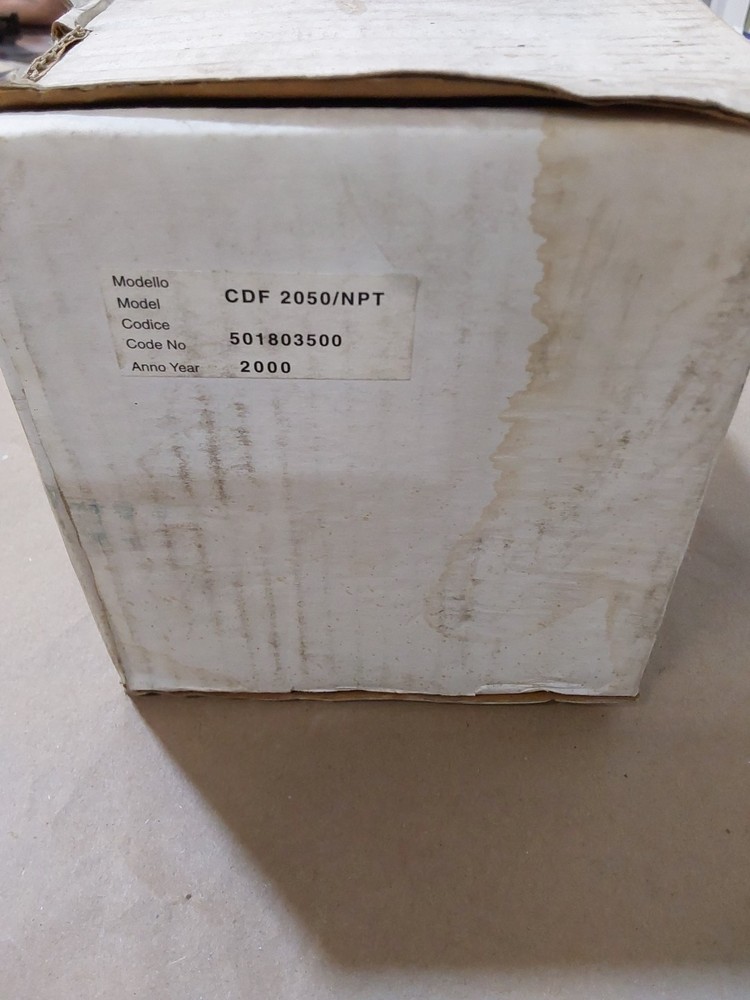 Modello
Model CDF 2050/NPT
Codice
Code No 501803500
Anno Year 2000